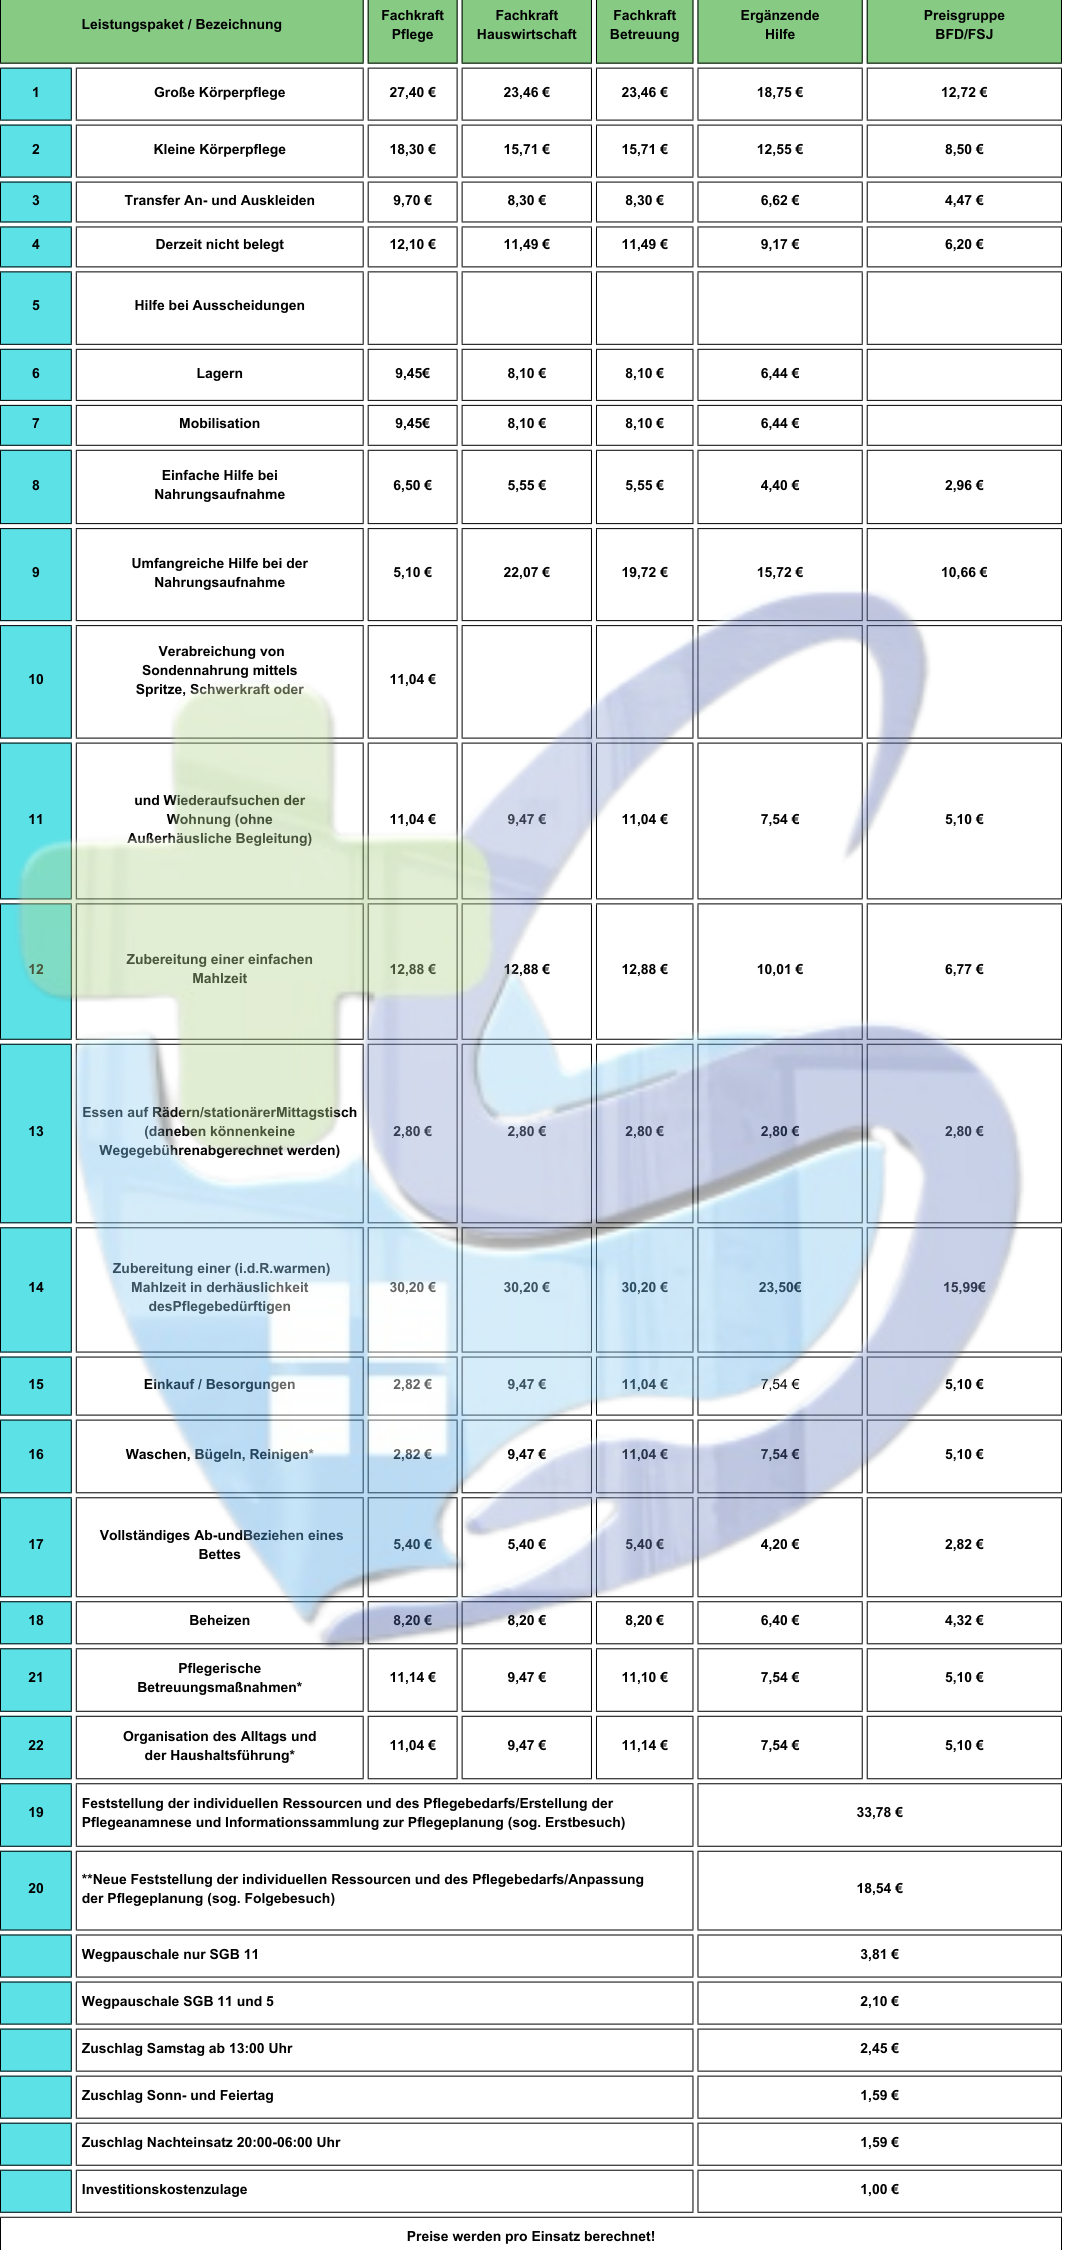 Leistungspaket / Bezeichnung
Fachkraft
Pflege
Fachkraft
Hauswirtschaft
Fachkraft
Betreuung
Ergänzende
Hilfe
Preisgruppe
BFD/FSJ
1 Große Körperpflege 27,40 € 23,46 € 23,46 € 18,75 € 12,72 €
2 Kleine Körperpflege 18,30 € 15,71 € 15,71 € 12,55 € 8,50 €
3 Transfer An- und Auskleiden 9,70 € 8,30 € 8,30 € 6,62 € 4,47 €
4 Derzeit nicht belegt 12,10 € 11,49 € 11,49 € 9,17 € 6,20 €
5 Hilfe bei Ausscheidungen
6 Lagern 9,45€ 8,10 € 8,10 € 6,44 €
7 Mobilisation 9,45€ 8,10 € 8,10 € 6,44 €
8 Einfache Hilfe bei
Nahrungsaufnahme
6,50 € 5,55 € 5,55 € 4,40 € 2,96 €
9 Umfangreiche Hilfe bei der
Nahrungsaufnahme
5,10 € 22,07 € 19,72 € 15,72 € 10,66 €
10 Verabreichung von
Sondennahrung mittels
Spritze, Schwerkraft oder
11,04 €
11 und Wiederaufsuchen der
Wohnung (ohne
Außerhäusliche Begleitung)
11,04 € 9,47 € 11,04 € 7,54 € 5,10 €
12 Zubereitung einer einfachen
Mahlzeit
12,88 € 12,88 € 12,88 € 10,01 € 6,77 €
13 Essen auf Rädern/stationärerMittagstisch
(daneben könnenkeine
Wegegebührenabgerechnet werden)
2,80 € 2,80 € 2,80 € 2,80 € 2,80 €
14 Zubereitung einer (i.d.R.warmen)
Mahlzeit in derhäuslichkeit
desPflegebedürftigen
30,20 € 30,20 € 30,20 € 23,50€ 15,99€
15 Einkauf / Besorgungen 2,82 € 9,47 € 11,04 € 7,54 € 5,10 €
16 Waschen, Bügeln, Reinigen* 2,82 € 9,47 € 11,04 € 7,54 € 5,10 €
17 Vollständiges Ab-undBeziehen eines
Bettes
5,40 € 5,40 € 5,40 € 4,20 € 2,82 €
18 Beheizen 8,20 € 8,20 € 8,20 € 6,40 € 4,32 €
21 Pflegerische
Betreuungsmaßnahmen*
11,14 € 9,47 € 11,10 € 7,54 € 5,10 €
22 Organisation des Alltags und
der Haushaltsführung*
11,04 € 9,47 € 11,14 € 7,54 € 5,10 €
19 Feststellung der individuellen Ressourcen und des Pflegebedarfs/Erstellung der
Pflegeanamnese und Informationssammlung zur Pflegeplanung (sog. Erstbesuch)
33,78 €
20 **Neue Feststellung der individuellen Ressourcen und des Pflegebedarfs/Anpassung
der Pflegeplanung (sog. Folgebesuch)
18,54 €
Wegpauschale nur SGB 11 3,81 €
Wegpauschale SGB 11 und 5 2,10 €
Zuschlag Samstag ab 13:00 Uhr 2,45 €
Zuschlag Sonn- und Feiertag 1,59 €
Zuschlag Nachteinsatz 20:00-06:00 Uhr 1,59 €
Investitionskostenzulage 1,00 €
Preise werden pro Einsatz berechnet!